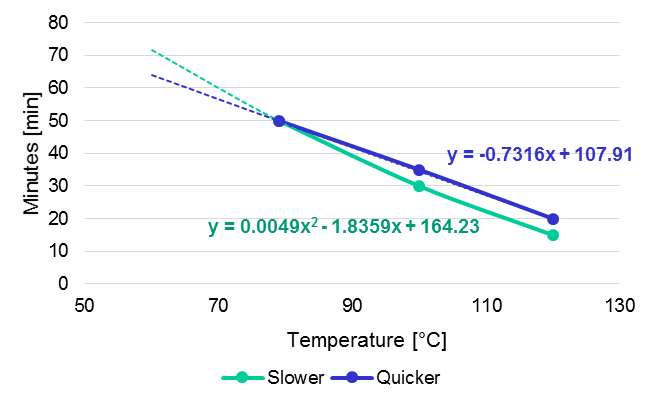 80
70
60
50
40
30
20
10
0
Minutes [min]
y = -0.7316x + 107.91
y = 0.0049x² - 1.8359x + 164.23
50 70 90 110 130
Temperature [°C]
Slower Quicker